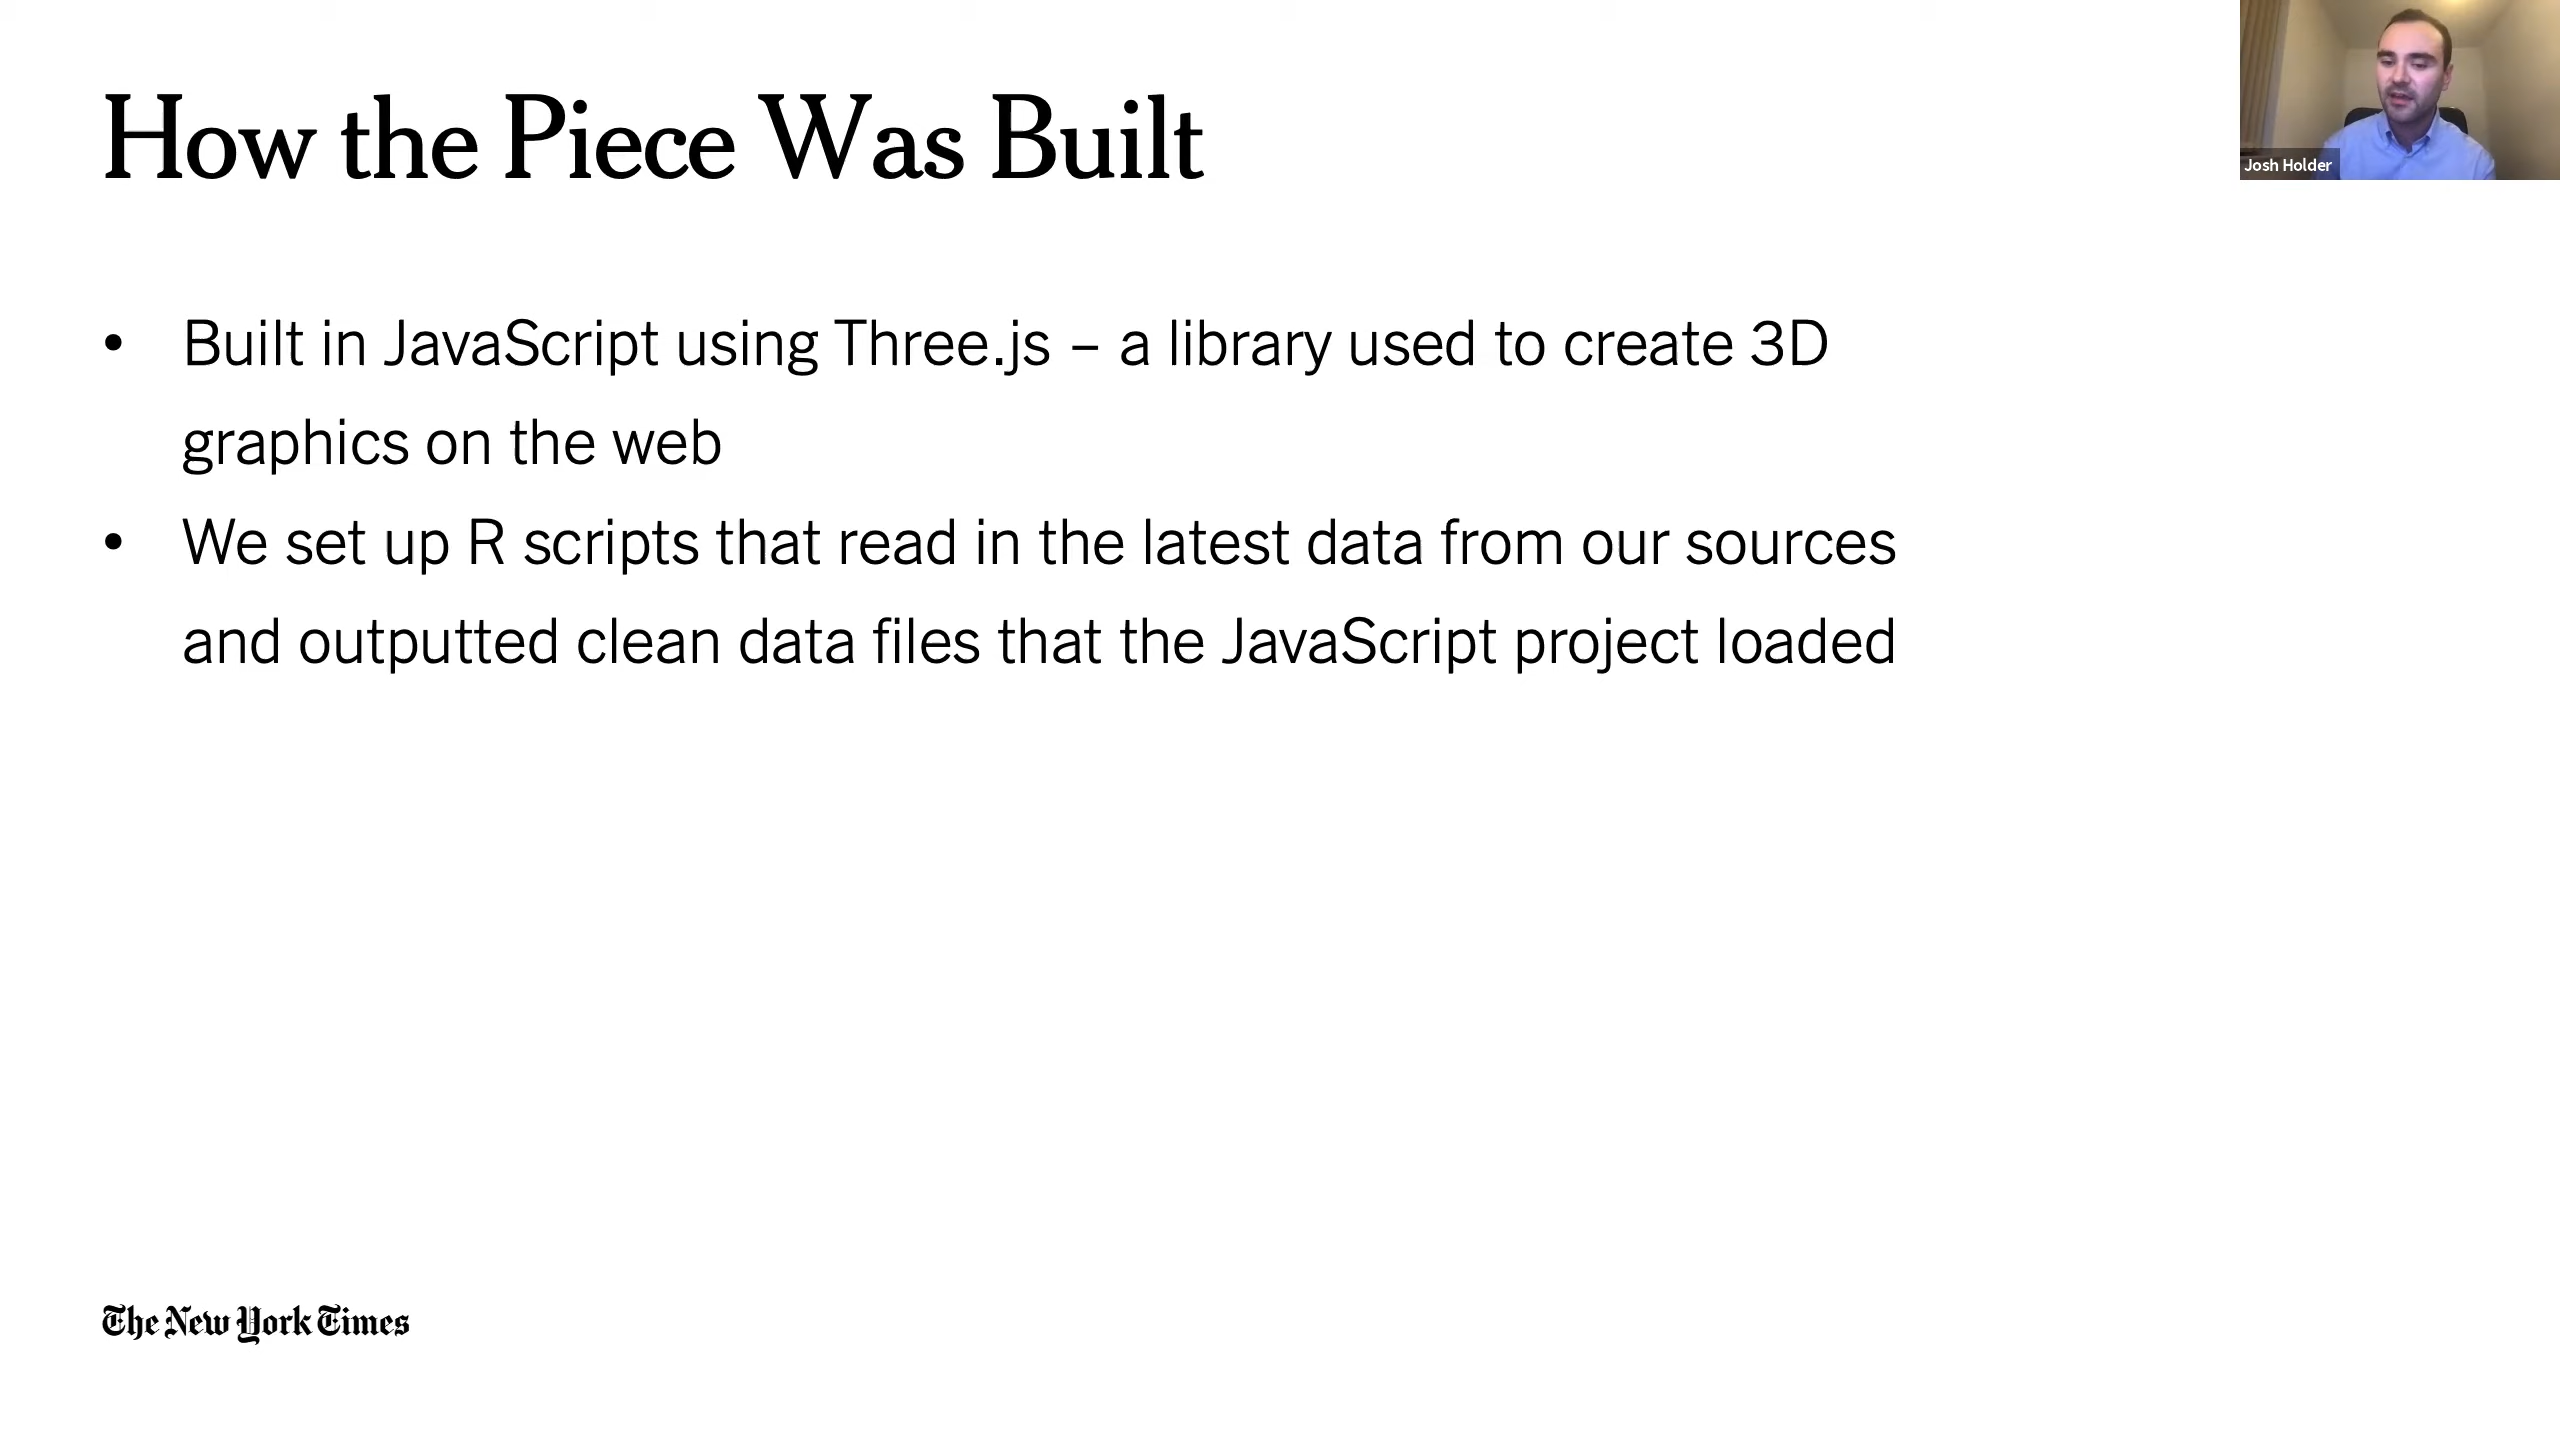 How the Piece Was Built
Josh Holder
• Built in JavaScript using Three.js – a library used to create 3D
graphics on the web
• We set up R scripts that read in the latest data from our sources
and outputted clean data files that the JavaScript project loaded
The New York Times